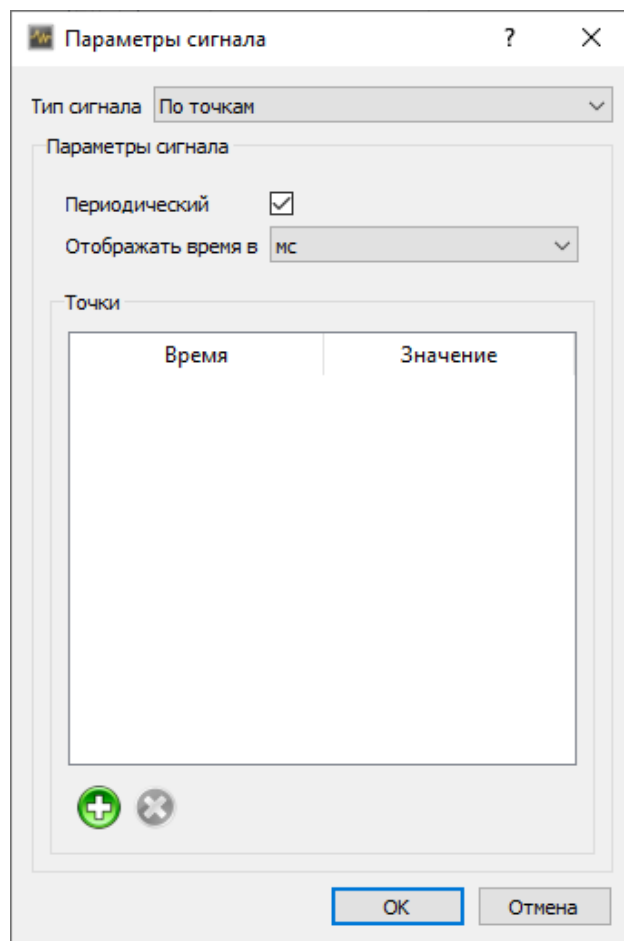 Параметры сигнала ?
Тип сигнала По точкам
Параметры сигнала
Периодический
Отображать время в мс
Точки
Время Значение
OK Отмена